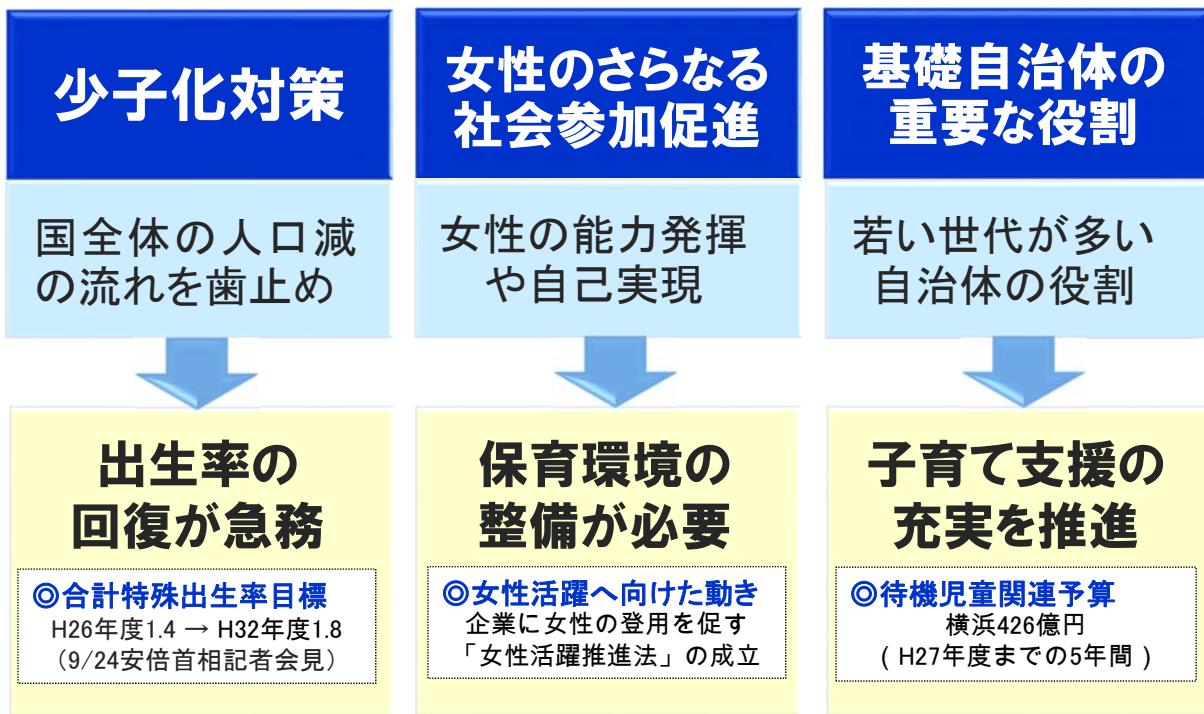 少子化対策
国全体の人口減
の流れを歯止め
出生率の
回復が急務
◎合計特殊出生率目標
H26年度1.4 → H32年度1.8
（9/24安倍首相記者会見）
女性のさらなる
社会参加促進
女性の能力発揮
や自己実現
保育環境の
整備が必要
◎女性活躍へ向けた動き
企業に女性の登用を促す
「女性活躍推進法」の成立
基礎自治体の
重要な役割
若い世代が多い
自治体の役割
子育て支援の
充実を推進
◎待機児童関連予算
横浜426億円
( H27年度までの5年間 )